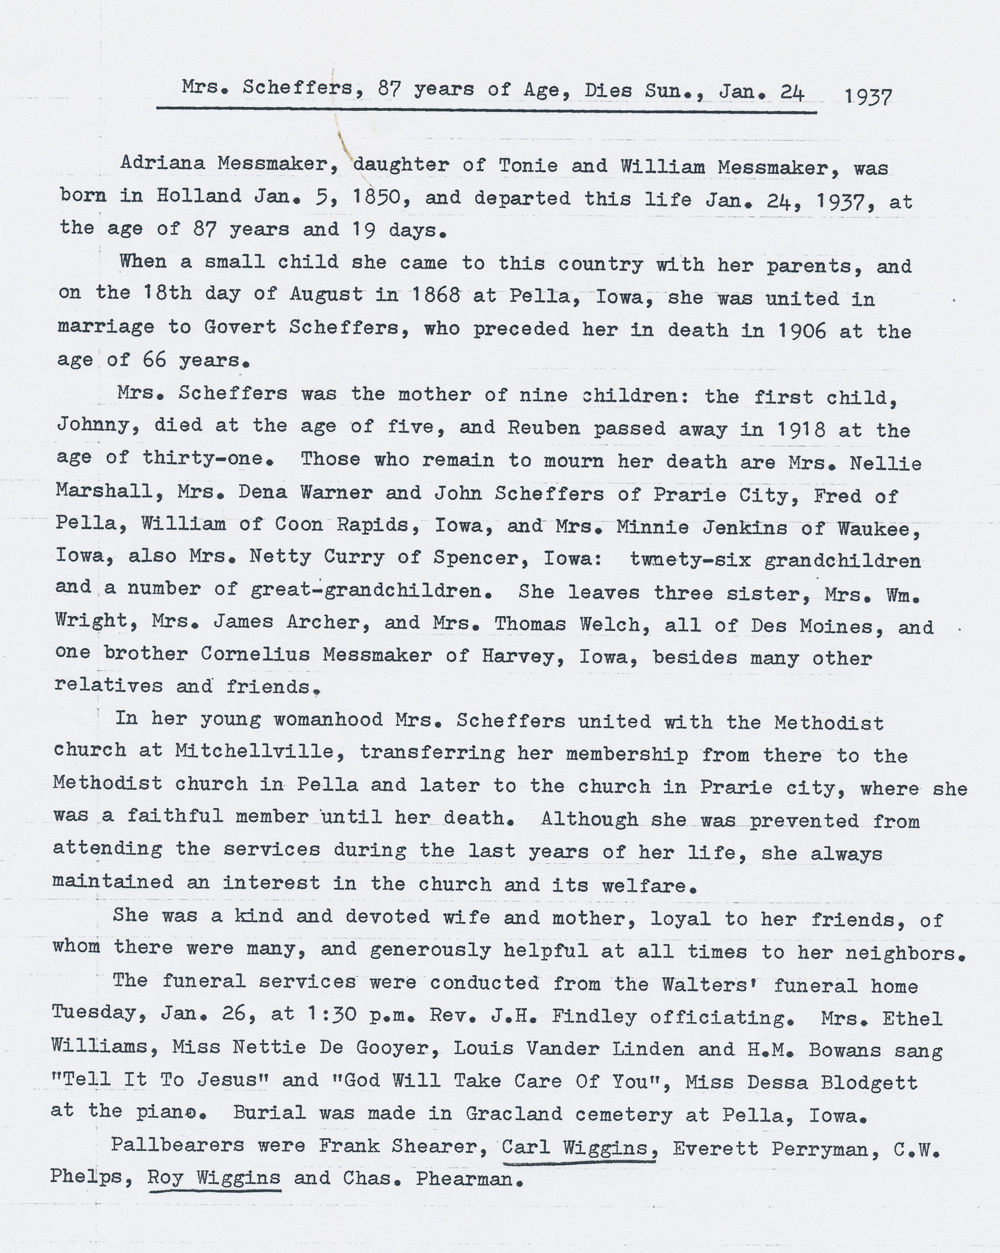 Mrs. Scheffers, 87 years of Age, Dies Sun., Jan. 24 1937
Adriana Messmaker, daughter of Tonie and William Messmaker, was
born in Holland Jan. 5, 1850, and departed this life Jan. 24, 1937, at
the age of 87 years and 19 days.
When a small child she came to this country with her parents, and
on the 18th day of August in 1868 at Pella, Iowa, she was united in
marriage to Govert Scheffers, who preceded her in death in 1906 at the
age of 66 years.
Mrs. Scheffers was the mother of nine children: the first child,
Johnny, died at the age of five, and Reuben passed away in 1918 at the
age of thirty-one. Those who remain to mourn her death are Mrs. Nellie
Marshall, Mrs. Dena Warner and John Scheffers of Prarie City, Fred of
Pella, William of Coon Rapids, Iowa, and Mrs. Minnie Jenkins of Waukee,
Iowa, also Mrs. Netty Curry of Spencer, Iowa: twnety-six grandchildren
and a number of great-grandchildren. She leaves three sister, Mrs. Wm.
Wright, Mrs. James Archer, and Mrs. Thomas Welch, all of Des Moines, and
one brother Cornelius Messmaker of Harvey, Iowa, besides many other
relatives and friends.
In her young womanhood Mrs. Scheffers united with the Methodist
church at Mitchellville, transferring her membership from there to the
Methodist church in Pella and later to the church in Prarie city, where she
was a faithful member until her death. Although she was prevented from
attending the services during the last years of her life, she always
maintained an interest in the church and its welfare.
She was a kind and devoted wife and mother, loyal to her friends, of
whom there were many, and generously helpful at all times to her neighbors.
The funeral services were conducted from the Walters' funeral home
Tuesday, Jan. 26, at 1:30 p.m. Rev. J.H. Findley officiating. Mrs. Ethel
Williams, Miss Nettie De Gooyer, Louis Vander Linden and H.M. Bowans sang
"Tell It To Jesus" and "God Will Take Care Of You", Miss Dessa Blodgett
at the piano. Burial was made in Gracland cemetery at Pella, Iowa.
Pallbearers were Frank Shearer, Carl Wiggins, Everett Perryman, C.W.
Phelps, Roy Wiggins and Chas. Phearman.